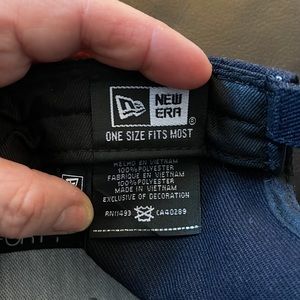 NEW
ERA
ONE SIZE FITS MOST
HECHO EN VIETNAM
100% POLYESTER
FABRIQUE EN VIETNAM
100% POLYESTER
MADE IN VIETNAM
EXCLUSIVE OF DECORATION
RN11493 CA40289